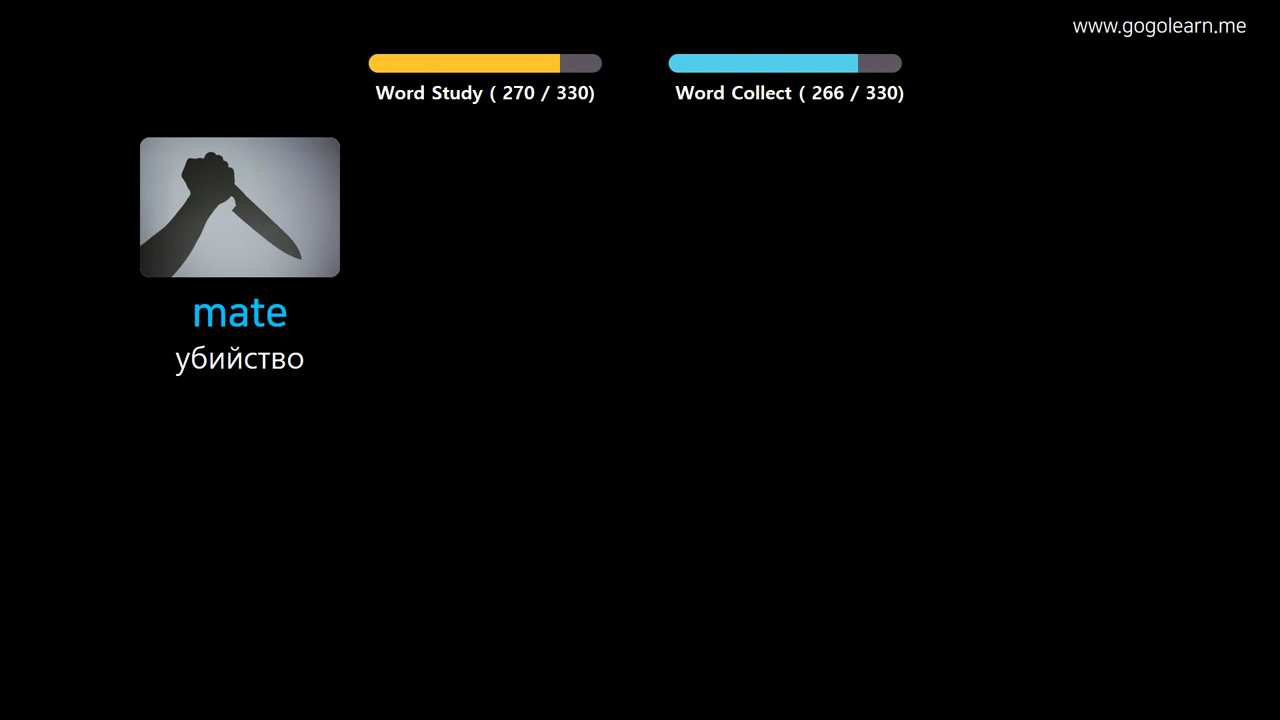 www.gogolearn.me
Word Study ( 270 / 330)
Word Collect ( 266 / 330)
mate
убийство